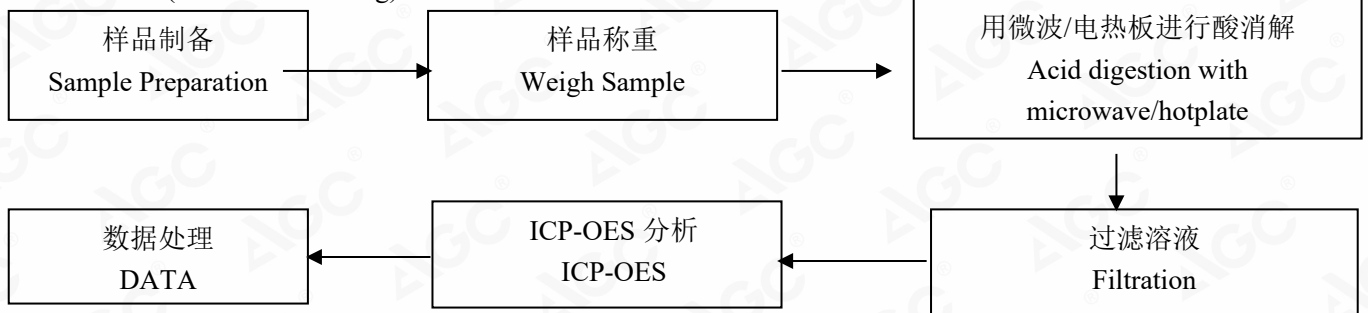 样品制备
Sample Preparation
样品称重
Weigh Sample
用微波/电热板进行酸消解
Acid digestion with
microwave/hotplate
数据处理
DATA
ICP-OES 分析
ICP-OES
过滤溶液
Filtration